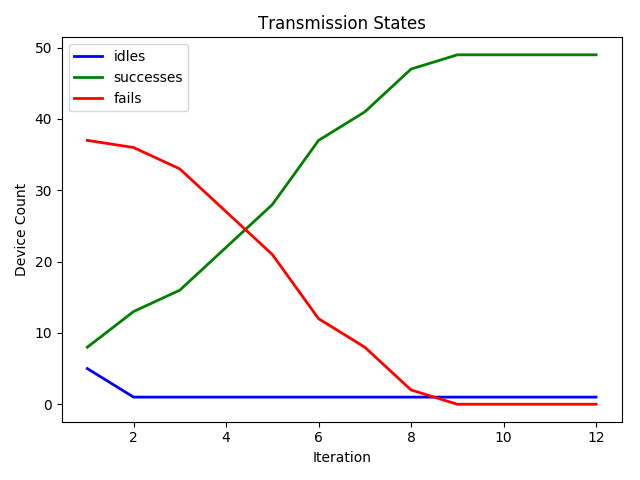 Transmission States
idles
successes
fails
Device Count
50
40
30
20
10
0
2 4 6 8 10 12
Iteration